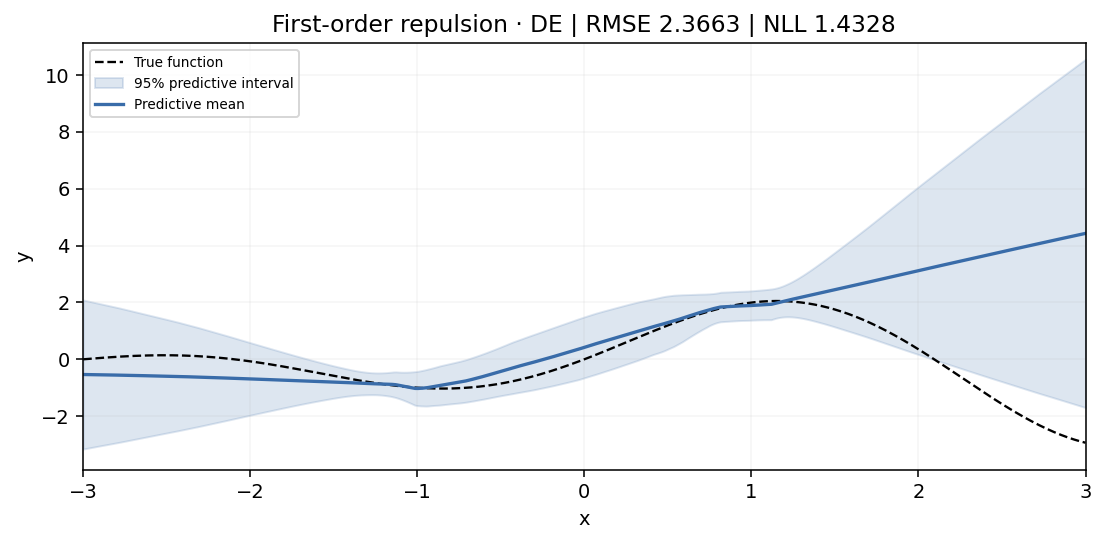 First-order repulsion · DE | RMSE 2.3663 | NLL 1.4328
True function
95% predictive interval
Predictive mean
10
8
6
4
2
0
−2
y
−3
−2
−1
0
1
2
3
x